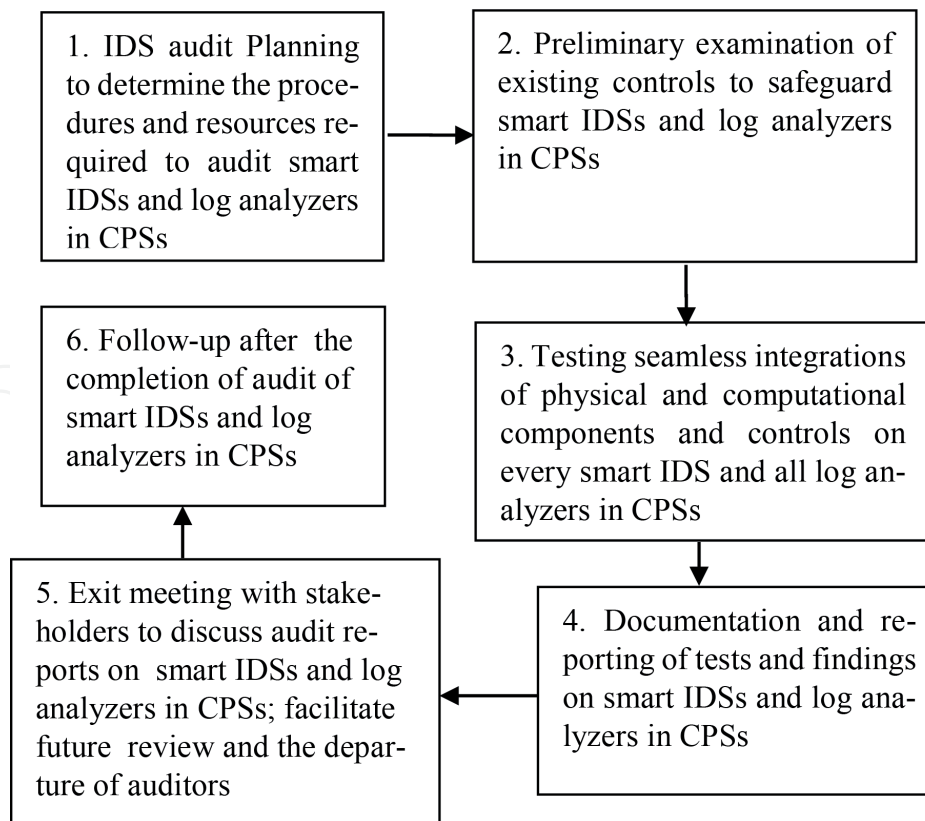 1. IDS audit Planning
to determine the proce-
dures and resources re-
quired to audit smart
IDSs and log analyzers
in CPSs
2. Preliminary examination of
existing controls to safeguard
smart IDSs and log analyzers
in CPSs
3. Testing seamless integrations
of physical and computational
components and controls on
every smart IDS and all log an-
alyzers in CPSs
4. Documentation and re-
porting of tests and findings
on smart IDSs and log ana-
lyzers in CPSs
5. Exit meeting with stake-
holders to discuss audit re-
ports on smart IDSs and log
analyzers in CPSs; facilitate
future review and the depar-
ture of auditors
6. Follow-up after the
completion of audit of
smart IDSs and log
analyzers in CPSs